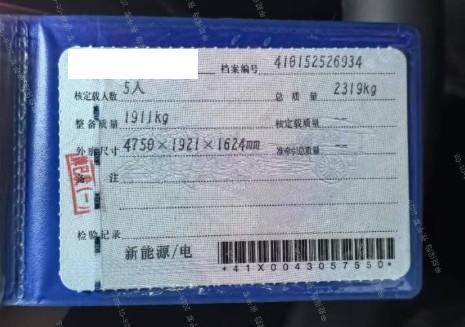 档案编号 410152526934
核定载人数 5人 总质量 2319kg
整备质量 1911kg 核定载质量 --
外廓尺寸 4750×1921×1624mm 准牵引总质量 --
备注
检验记录
新能源/电
*41X0043057550*